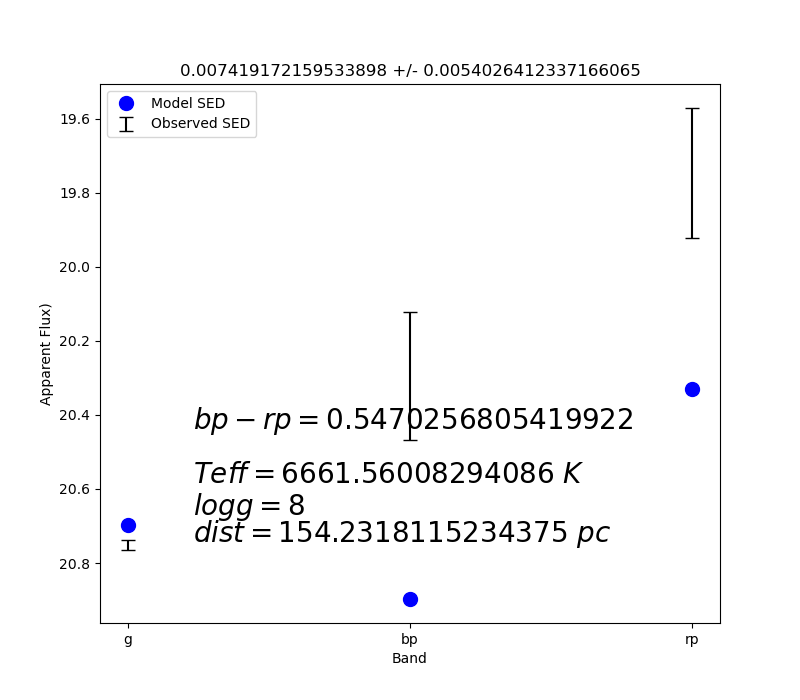 0.007419172159533898 +/- 0.0054026412337166065
Model SED
Observed SED
19.6
19.8
20.0
20.2
20.4
20.6
20.8
Apparent Flux)
bp − rp = 0.5470256805419922
Teff = 6661.56008294086 K
logg = 8
dist = 154.2318115234375 pc
g
bp
rp
Band